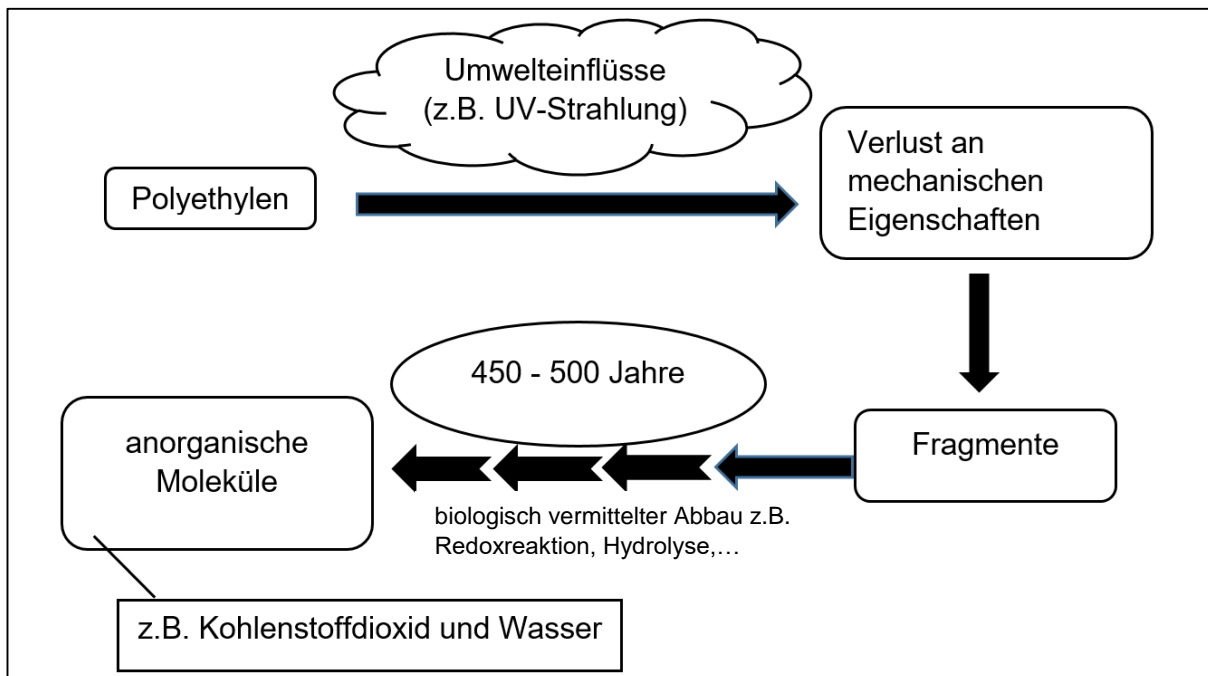 Umwelteinflüsse
(z.B. UV-Strahlung)
Polyethylen
Verlust an
mechanischen
Eigenschaften
450 - 500 Jahre
Fragmente
anorganische
Moleküle
biologisch vermittelter Abbau z.B.
Redoxreaktion, Hydrolyse,…
z.B. Kohlenstoffdioxid und Wasser